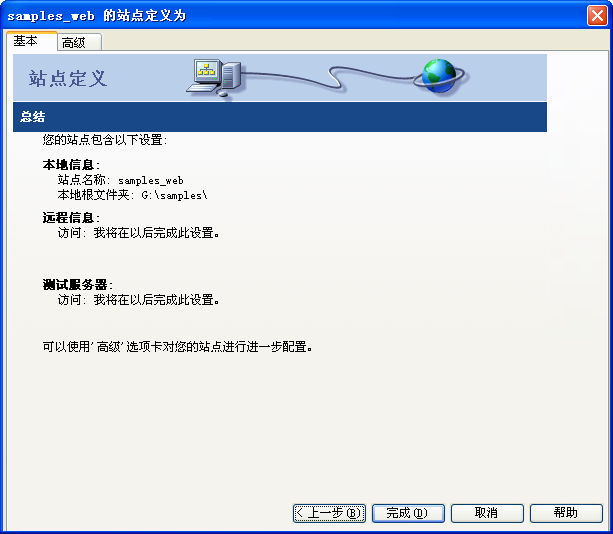 samples_web 的站点定义为
基本 高级
站点定义
总结
您的站点包含以下设置:
本地信息:
站点名称: samples_web
本地根文件夹: G:\samples\
远程信息:
访问: 我将在以后完成此设置。
测试服务器:
访问: 我将在以后完成此设置。
可以使用'高级'选项卡对您的站点进行进一步配置。
< 上一步(B) 完成(D) 取消 帮助